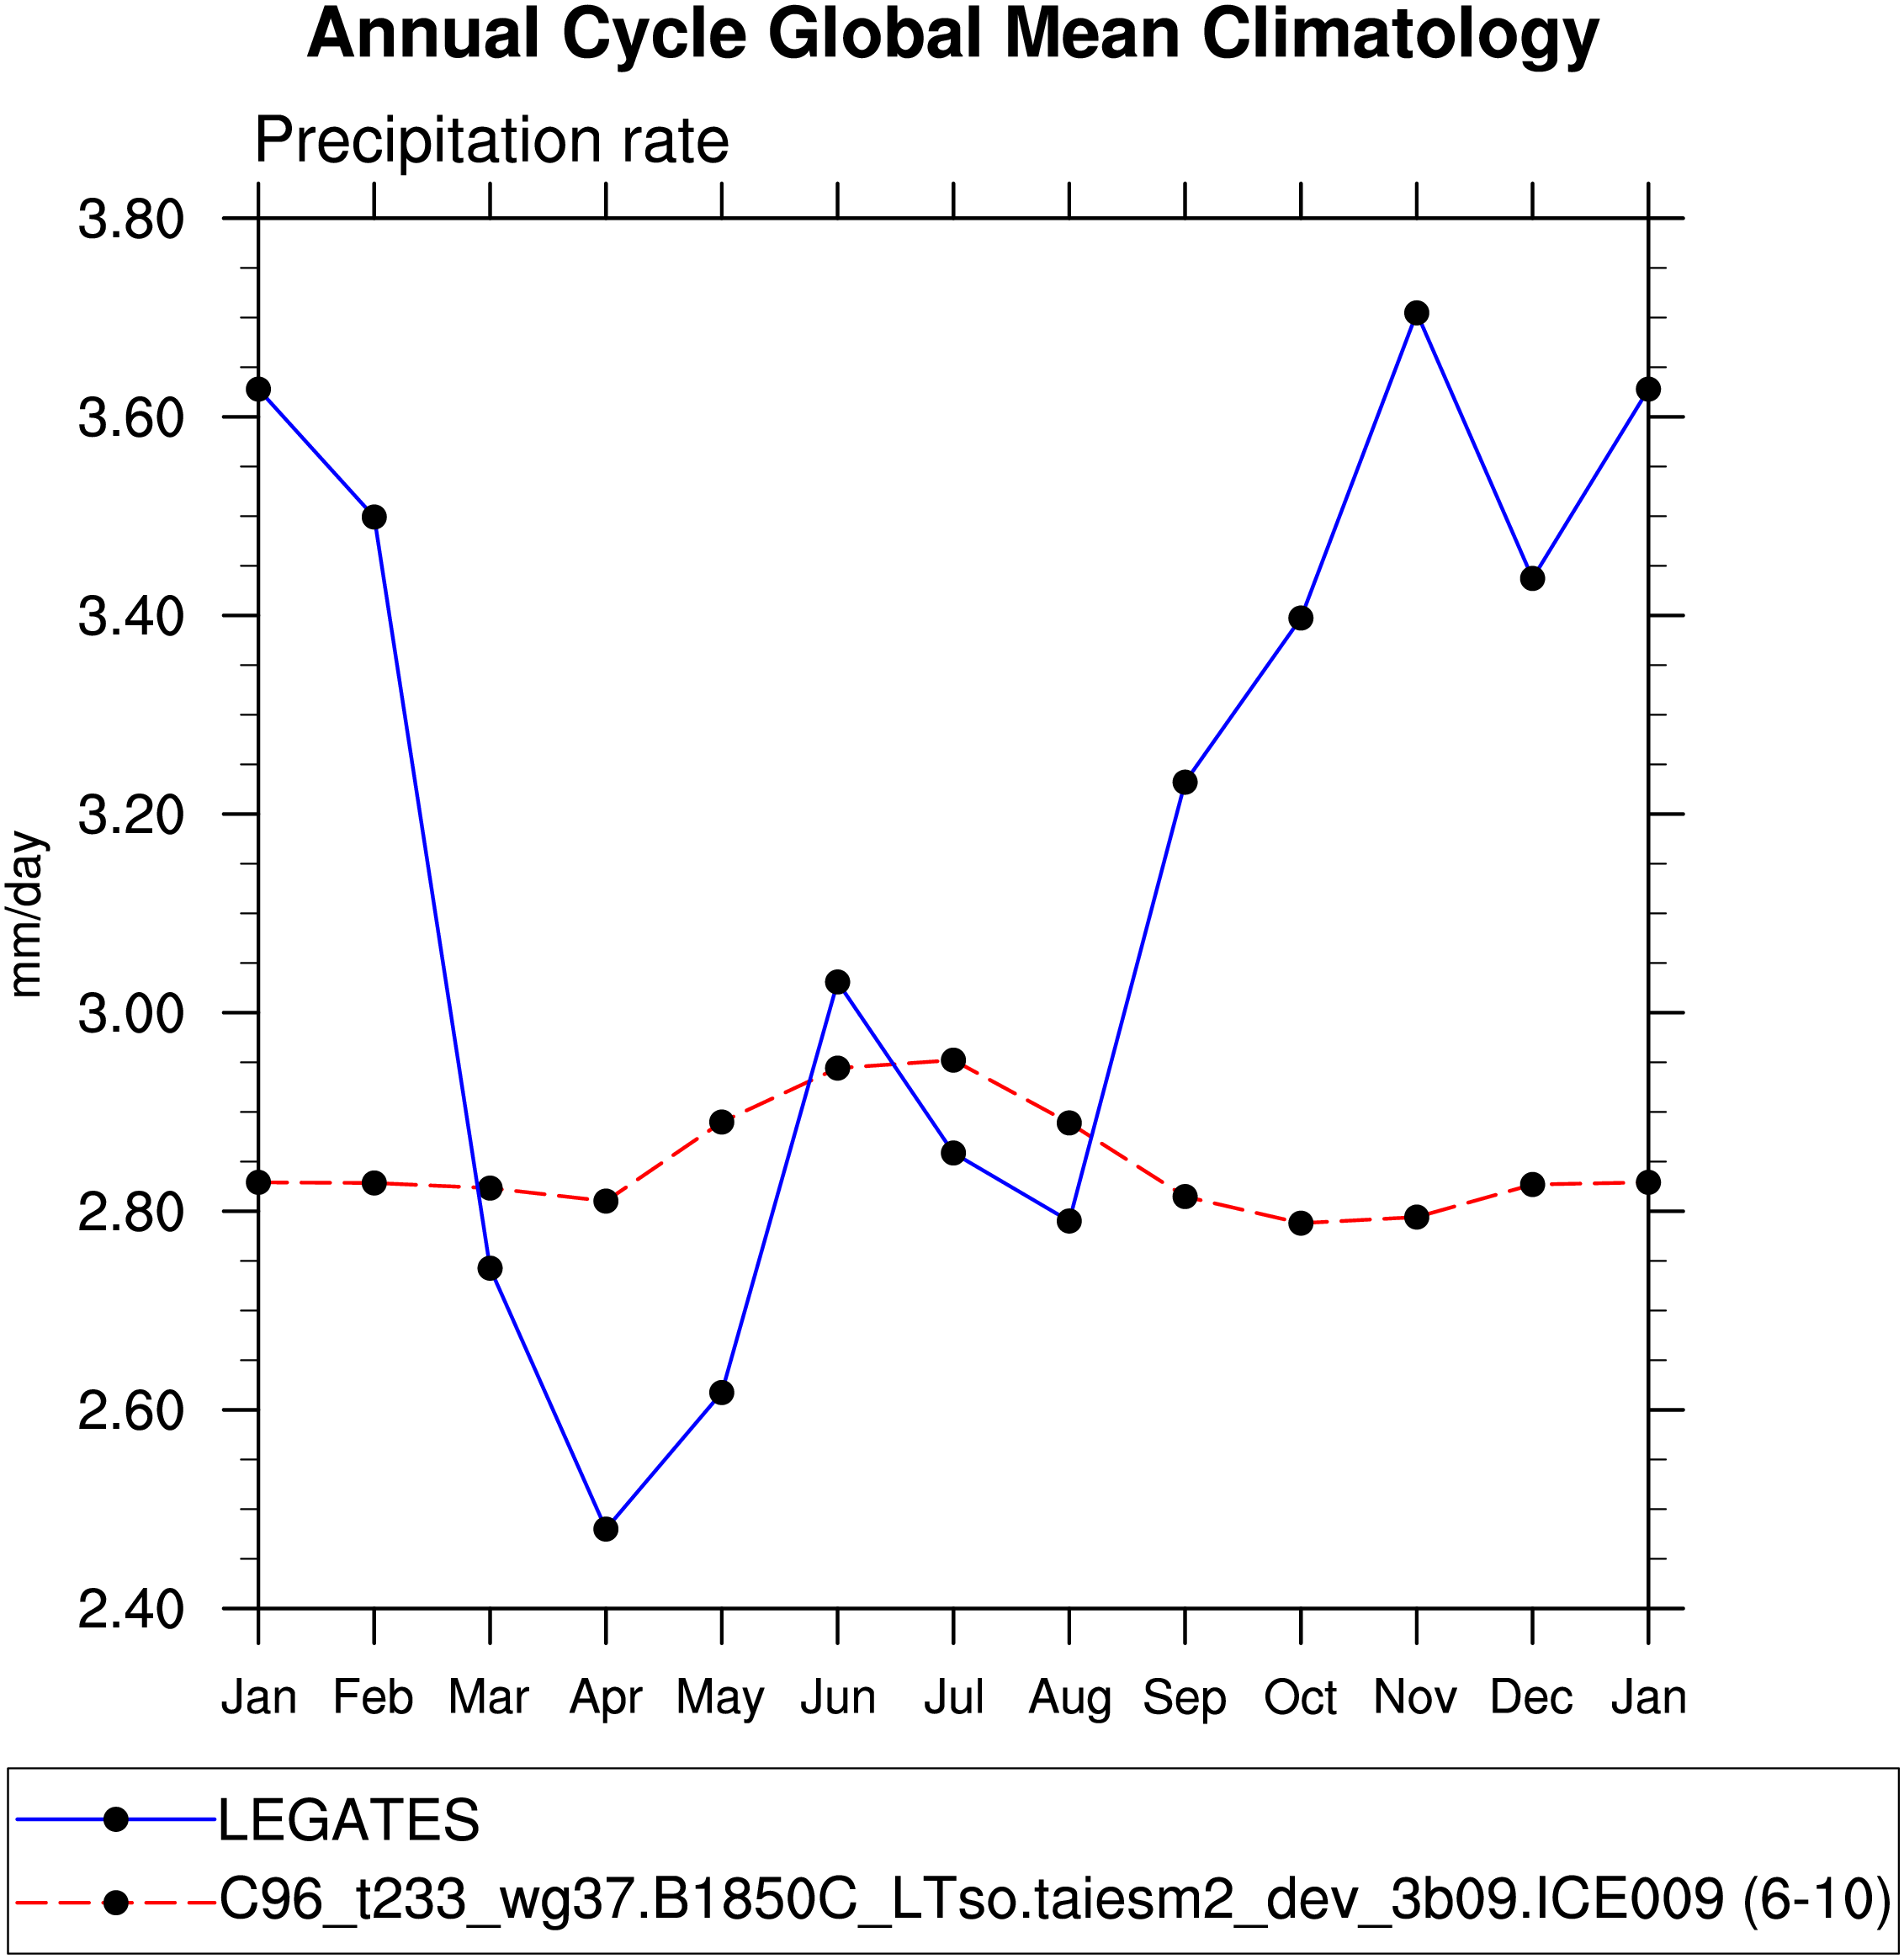 Annual Cycle Global Mean Climatology
Precipitation rate
3.80
3.60
3.40
3.20
3.00
2.80
2.60
2.40
mm/day
Jan Feb Mar Apr May Jun Jul Aug Sep Oct Nov Dec Jan
LEGATES
C96_t233_wg37.B1850C_LTso.taiesm2_dev_3b09.ICE009 (6-10)